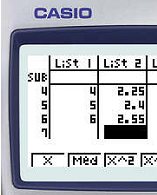 CASIO
List 1 List 2 L
SUB
4 4 2.25
5 5 2.4
6 6 2.55
7
X Med X^2 X